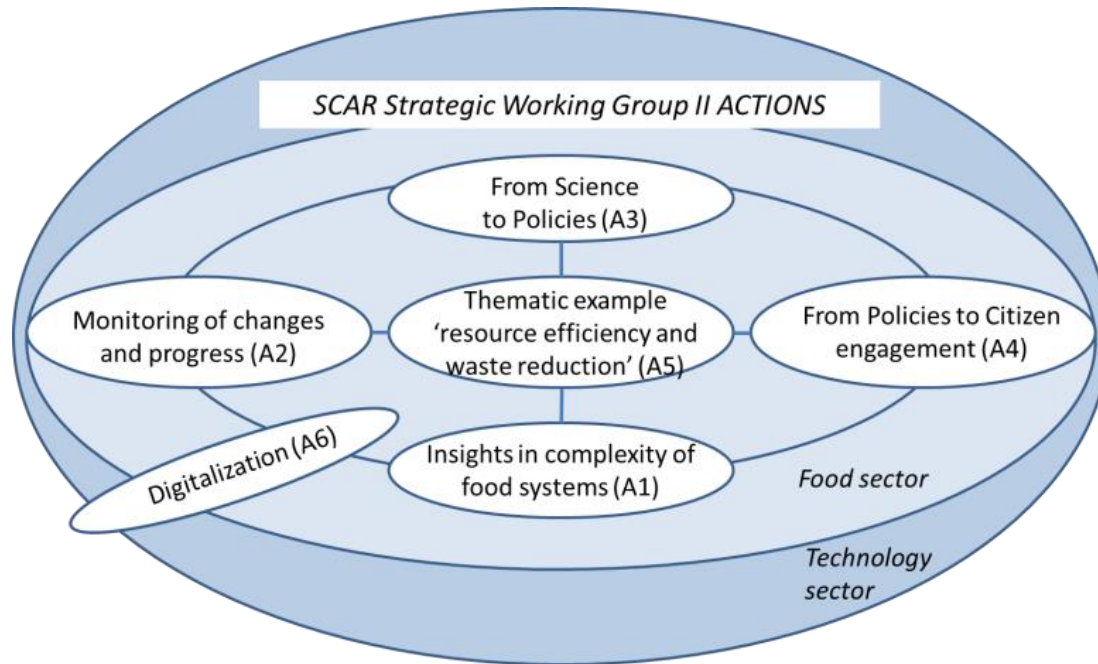 SCAR Strategic Working Group II ACTIONS
From Science
to Policies (A3)
Monitoring of changes
and progress (A2)
Thematic example
‘resource efficiency and
waste reduction’ (A5)
From Policies to Citizen
engagement (A4)
Digitalization (A6)
Insights in complexity of
food systems (A1)
Food sector
Technology
sector